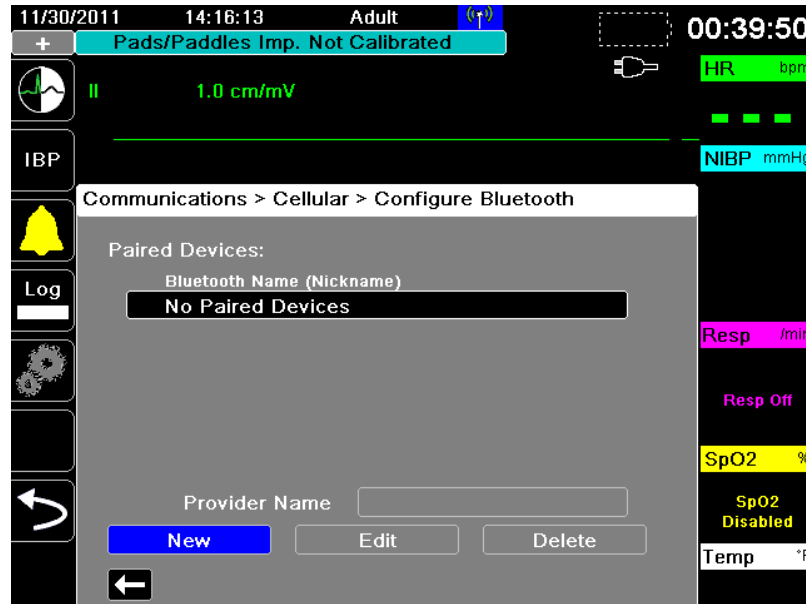 11/30/2011 14:16:13 Adult
00:39:50
+ Pads/Paddles Imp. Not Calibrated
HR bpm
II 1.0 cm/mV
- - -
IBP
NIBP mmHg
Communications > Cellular > Configure Bluetooth
Paired Devices:
Bluetooth Name (Nickname)
Log
No Paired Devices
Resp /min
Resp Off
SpO2 %
Provider Name
SpO2
Disabled
New Edit Delete
Temp °F